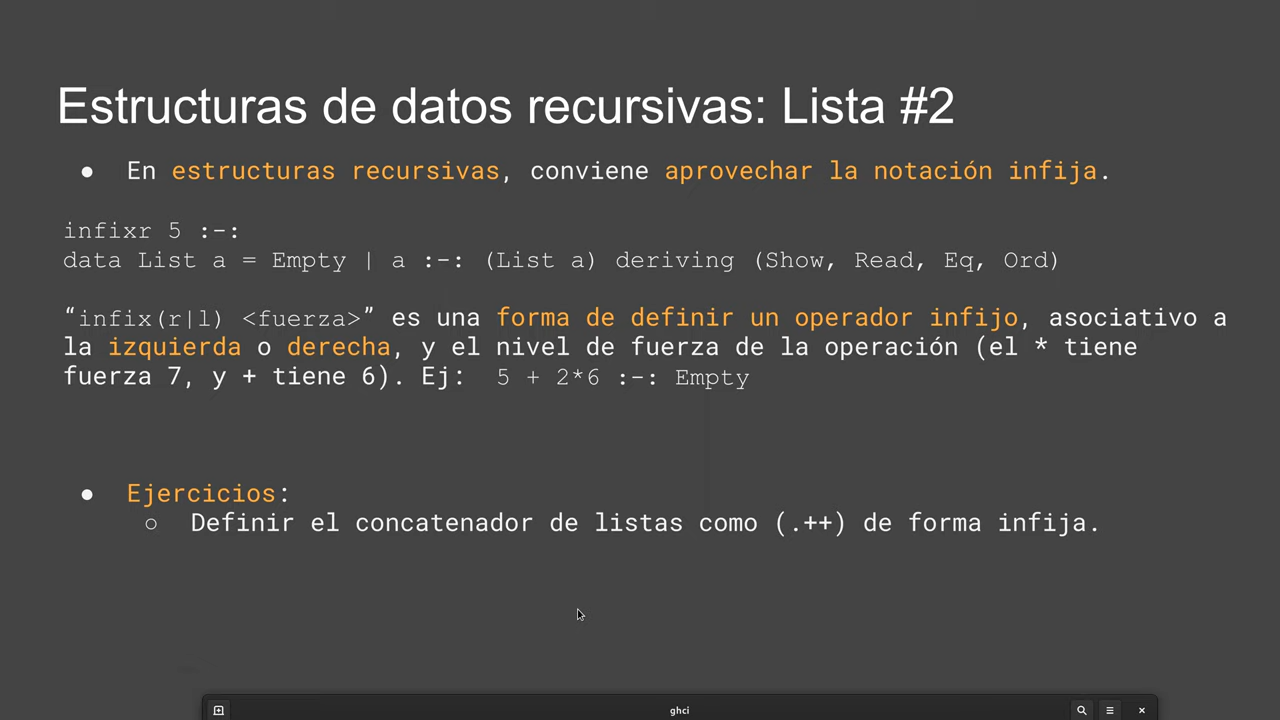 Estructuras de datos recursivas: Lista #2
● En estructuras recursivas, conviene aprovechar la notación infija.
infixr 5 :-:
data List a = Empty | a :-: (List a) deriving (Show, Read, Eq, Ord)
“infix(r|l) <fuerza>” es una forma de definir un operador infijo, asociativo a
la izquierda o derecha, y el nivel de fuerza de la operación (el * tiene
fuerza 7, y + tiene 6). Ej: 5 + 2*6 :-: Empty
● Ejercicios:
○ Definir el concatenador de listas como (.++) de forma infija.
ghci